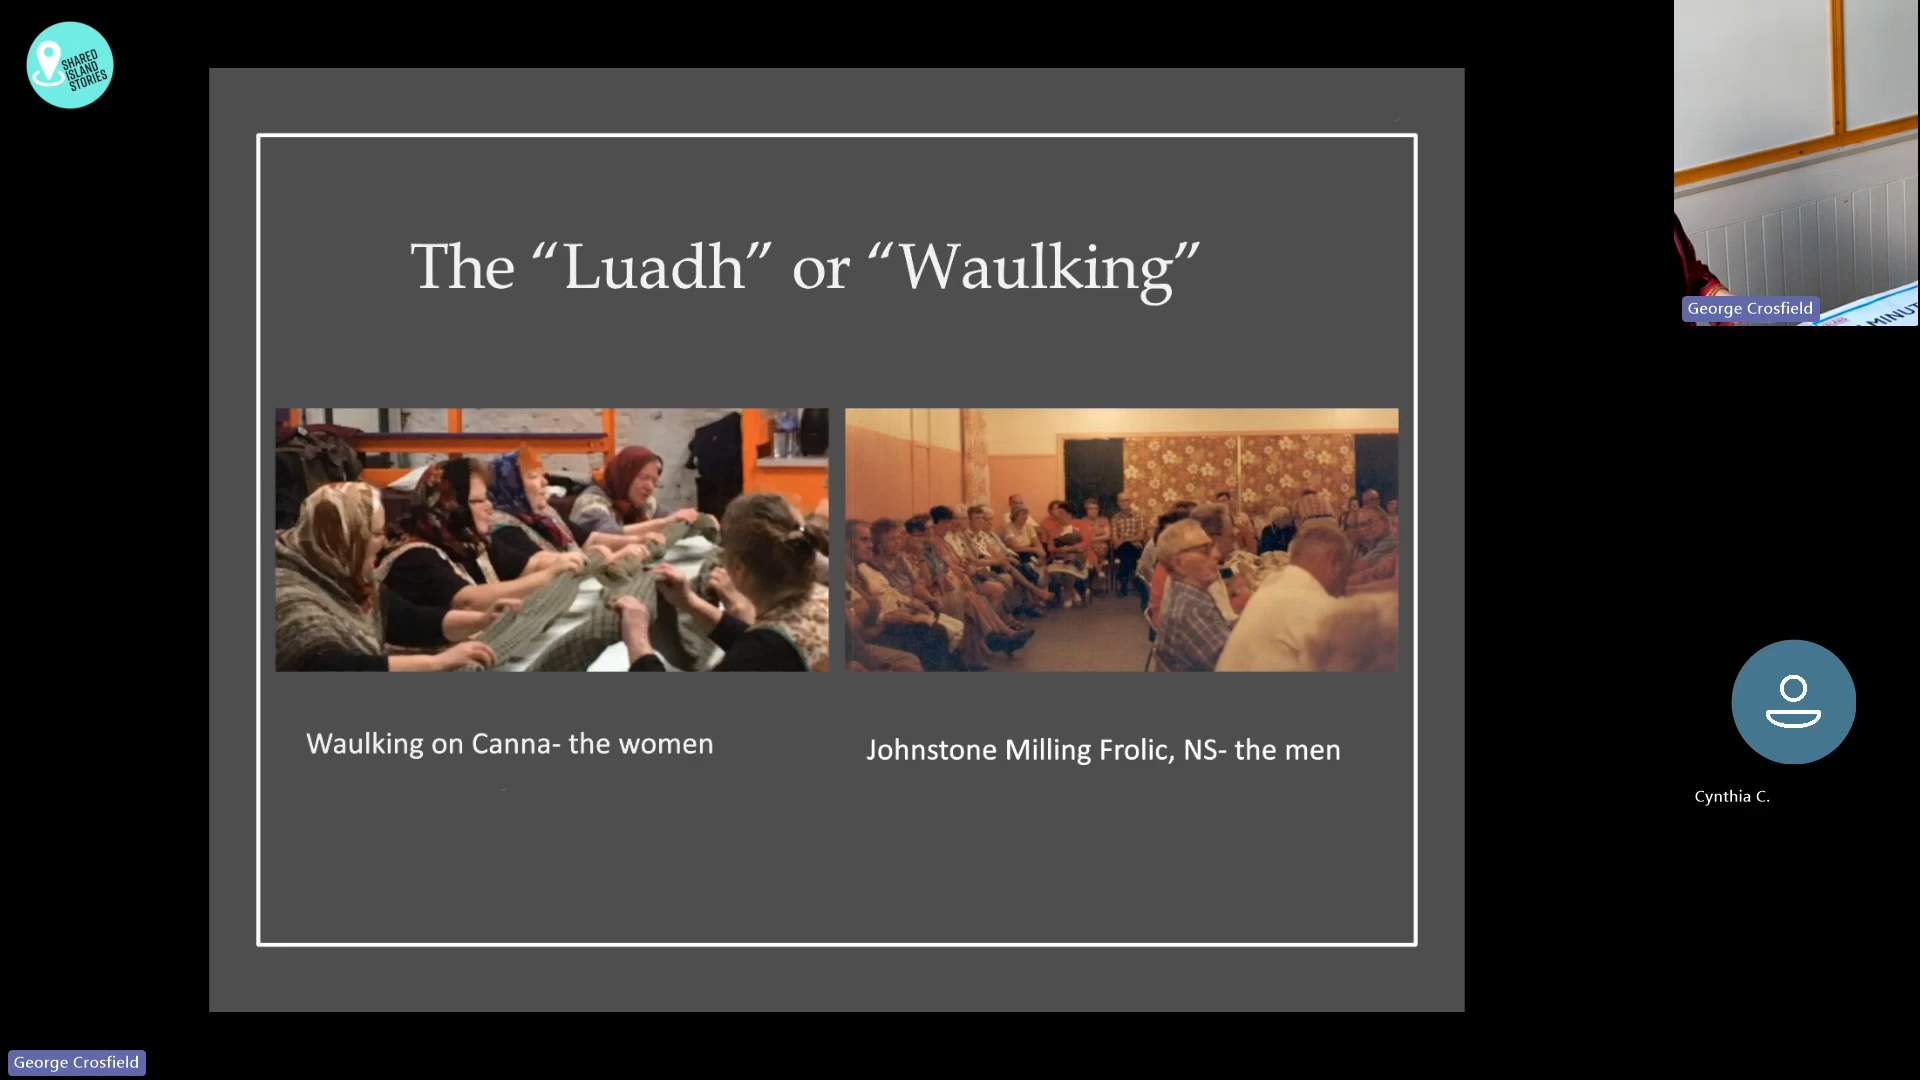 SHARED
ISLAND
STORIES
The “Luadh” or “Waulking”
Waulking on Canna- the women
Johnstone Milling Frolic, NS- the men
George Crosfield
Cynthia C.
George Crosfield